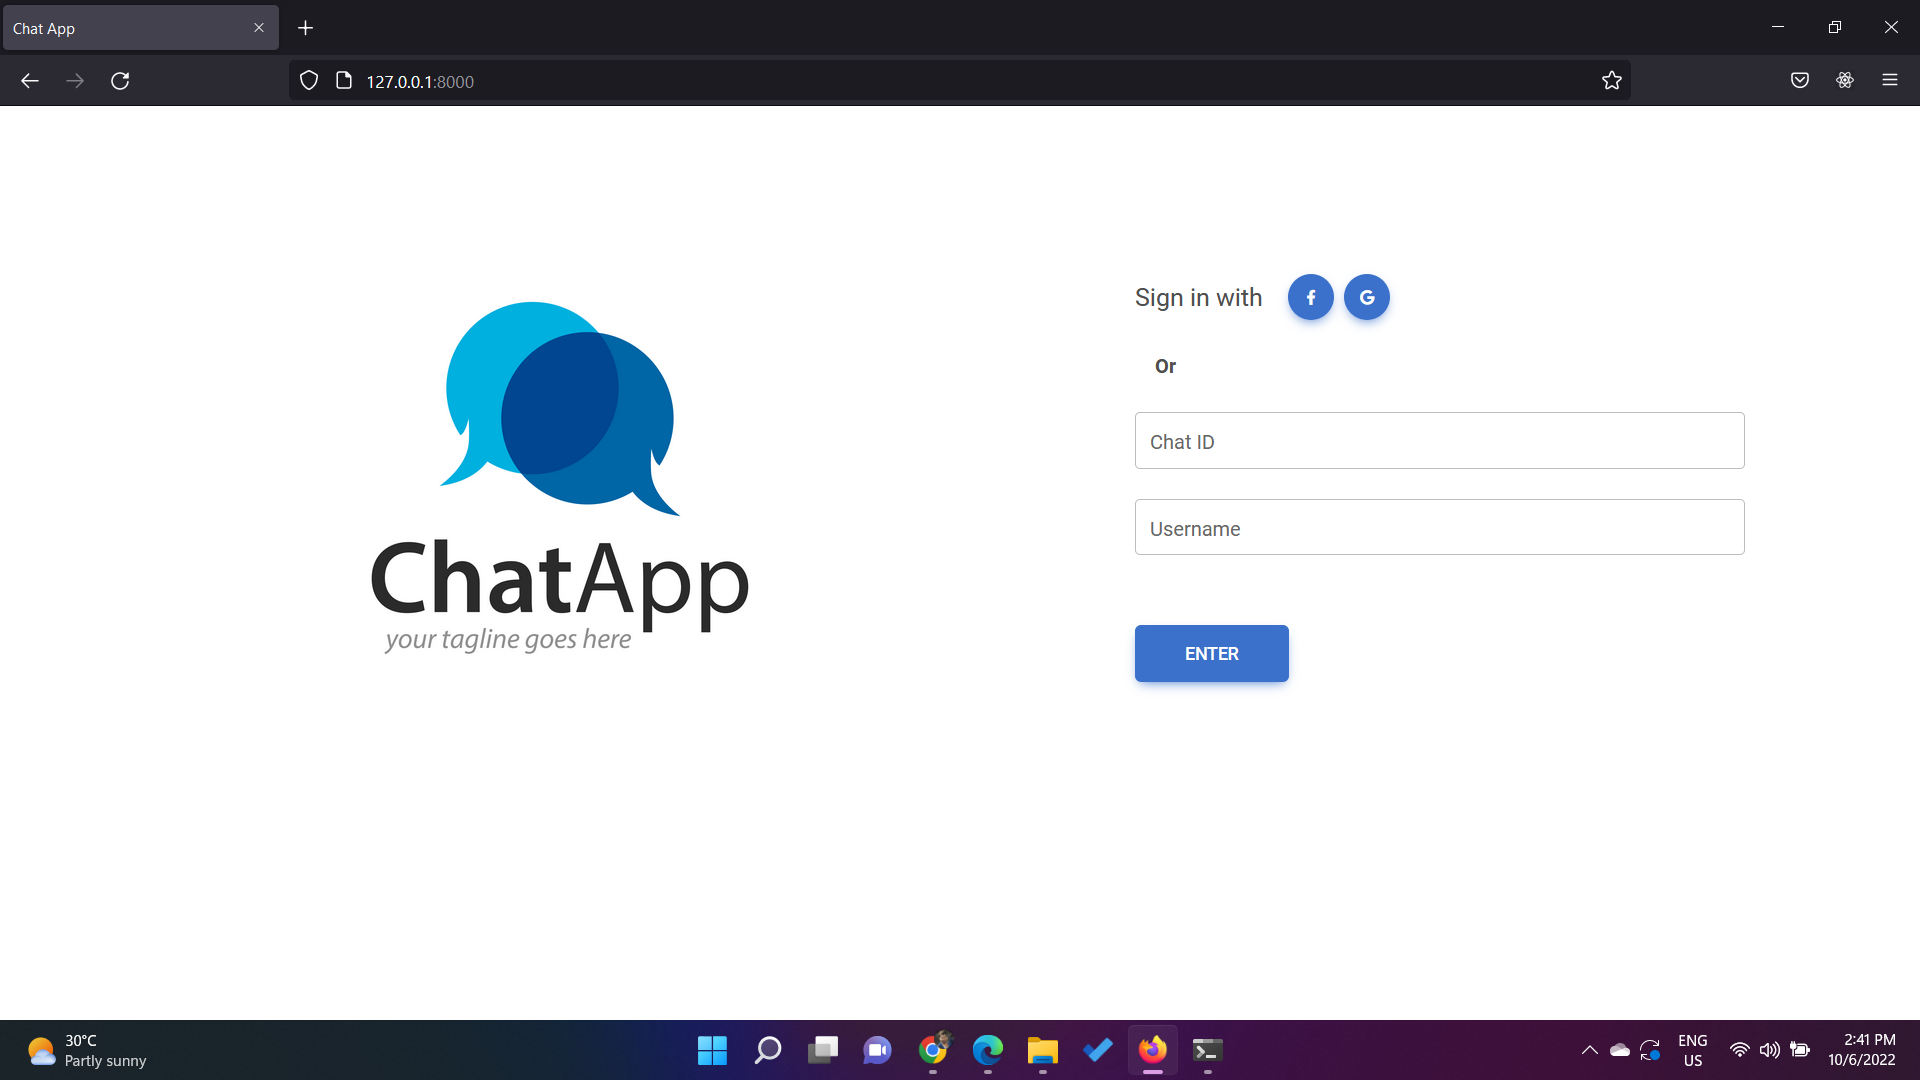 Chat App
127.0.0.1:8000
Sign in with
Or
Chat ID
Username
ENTER
ChatApp
your tagline goes here
30°C
Partly sunny
ENG
US
2:41 PM
10/6/2022